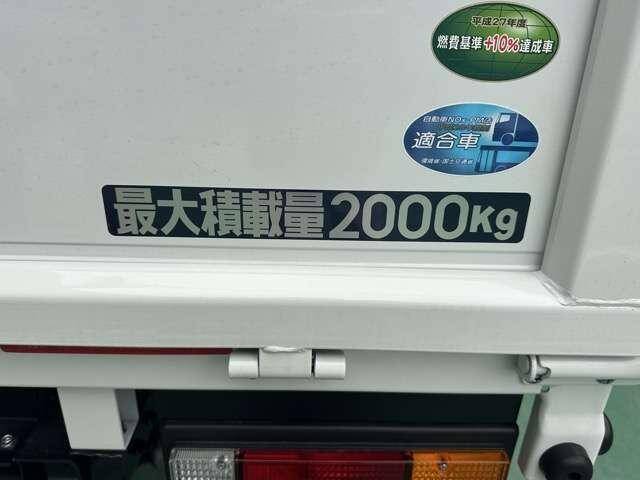 平成27年度
燃費基準+10%達成車
自動車NOx・PM法
適合車
環境省・国土交通省
最大積載量2000Kg